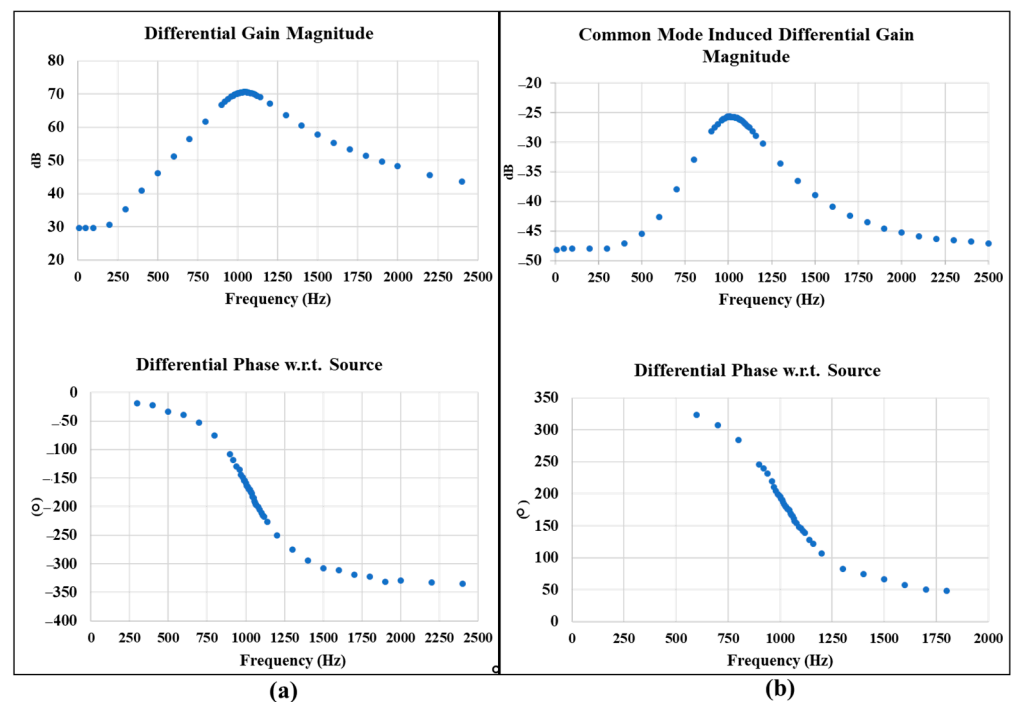 Differential Gain Magnitude
80
70
60
50
40
30
20
dB
0 250 500 750 1000 1250 1500 1750 2000 2250 2500
Frequency (Hz)
Differential Phase w.r.t. Source
0
−50
−100
−150
−200
−250
−300
−350
−400
(O)
0 250 500 750 1000 1250 1500 1750 2000 2250 2500
Frequency (Hz)
(a)
Common Mode Induced Differential Gain
Magnitude
−20
−25
−30
−35
−40
−45
−50
dB
0 250 500 750 1000 1250 1500 1750 2000 2250 2500
Frequency (Hz)
Differential Phase w.r.t. Source
350
300
250
200
150
100
50
0
(°)
0 250 500 750 1000 1250 1500 1750 2000
Frequency (Hz)
(b)